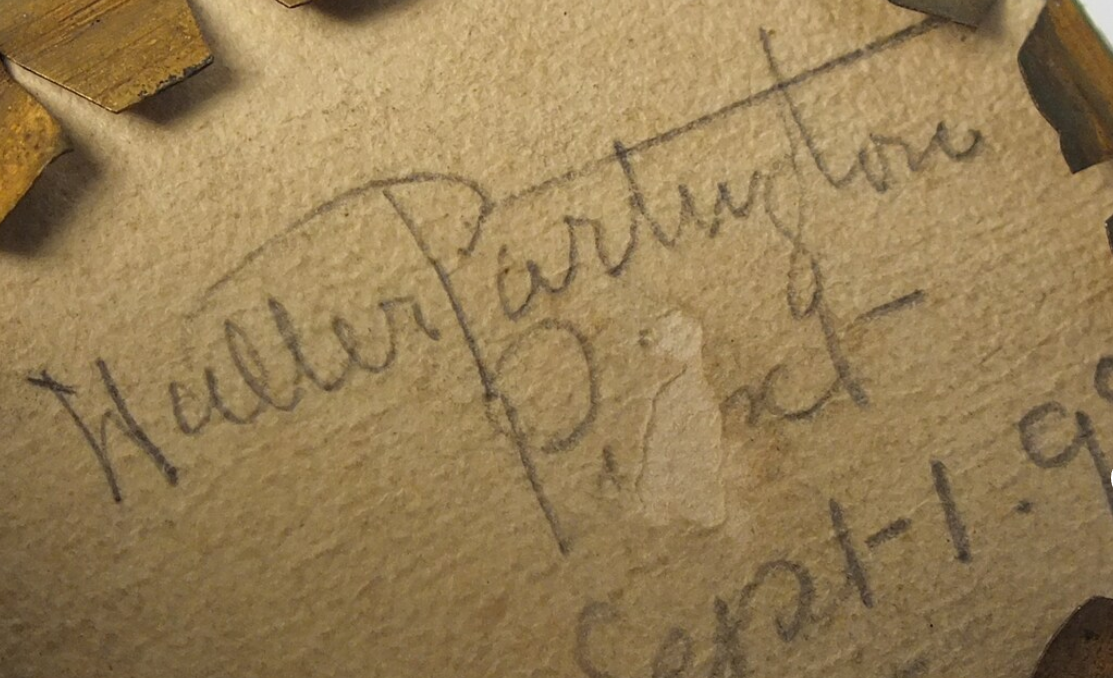 Walter Partington
Pinxt
Sept-1.9